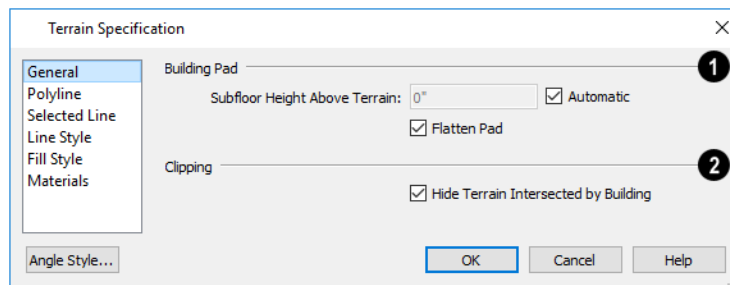 Terrain Specification
General
Polyline
Selected Line
Line Style
Fill Style
Materials
Building Pad
1
Subfloor Height Above Terrain: 0" Automatic
Flatten Pad
Clipping
2
Hide Terrain Intersected by Building
Angle Style... OK Cancel Help